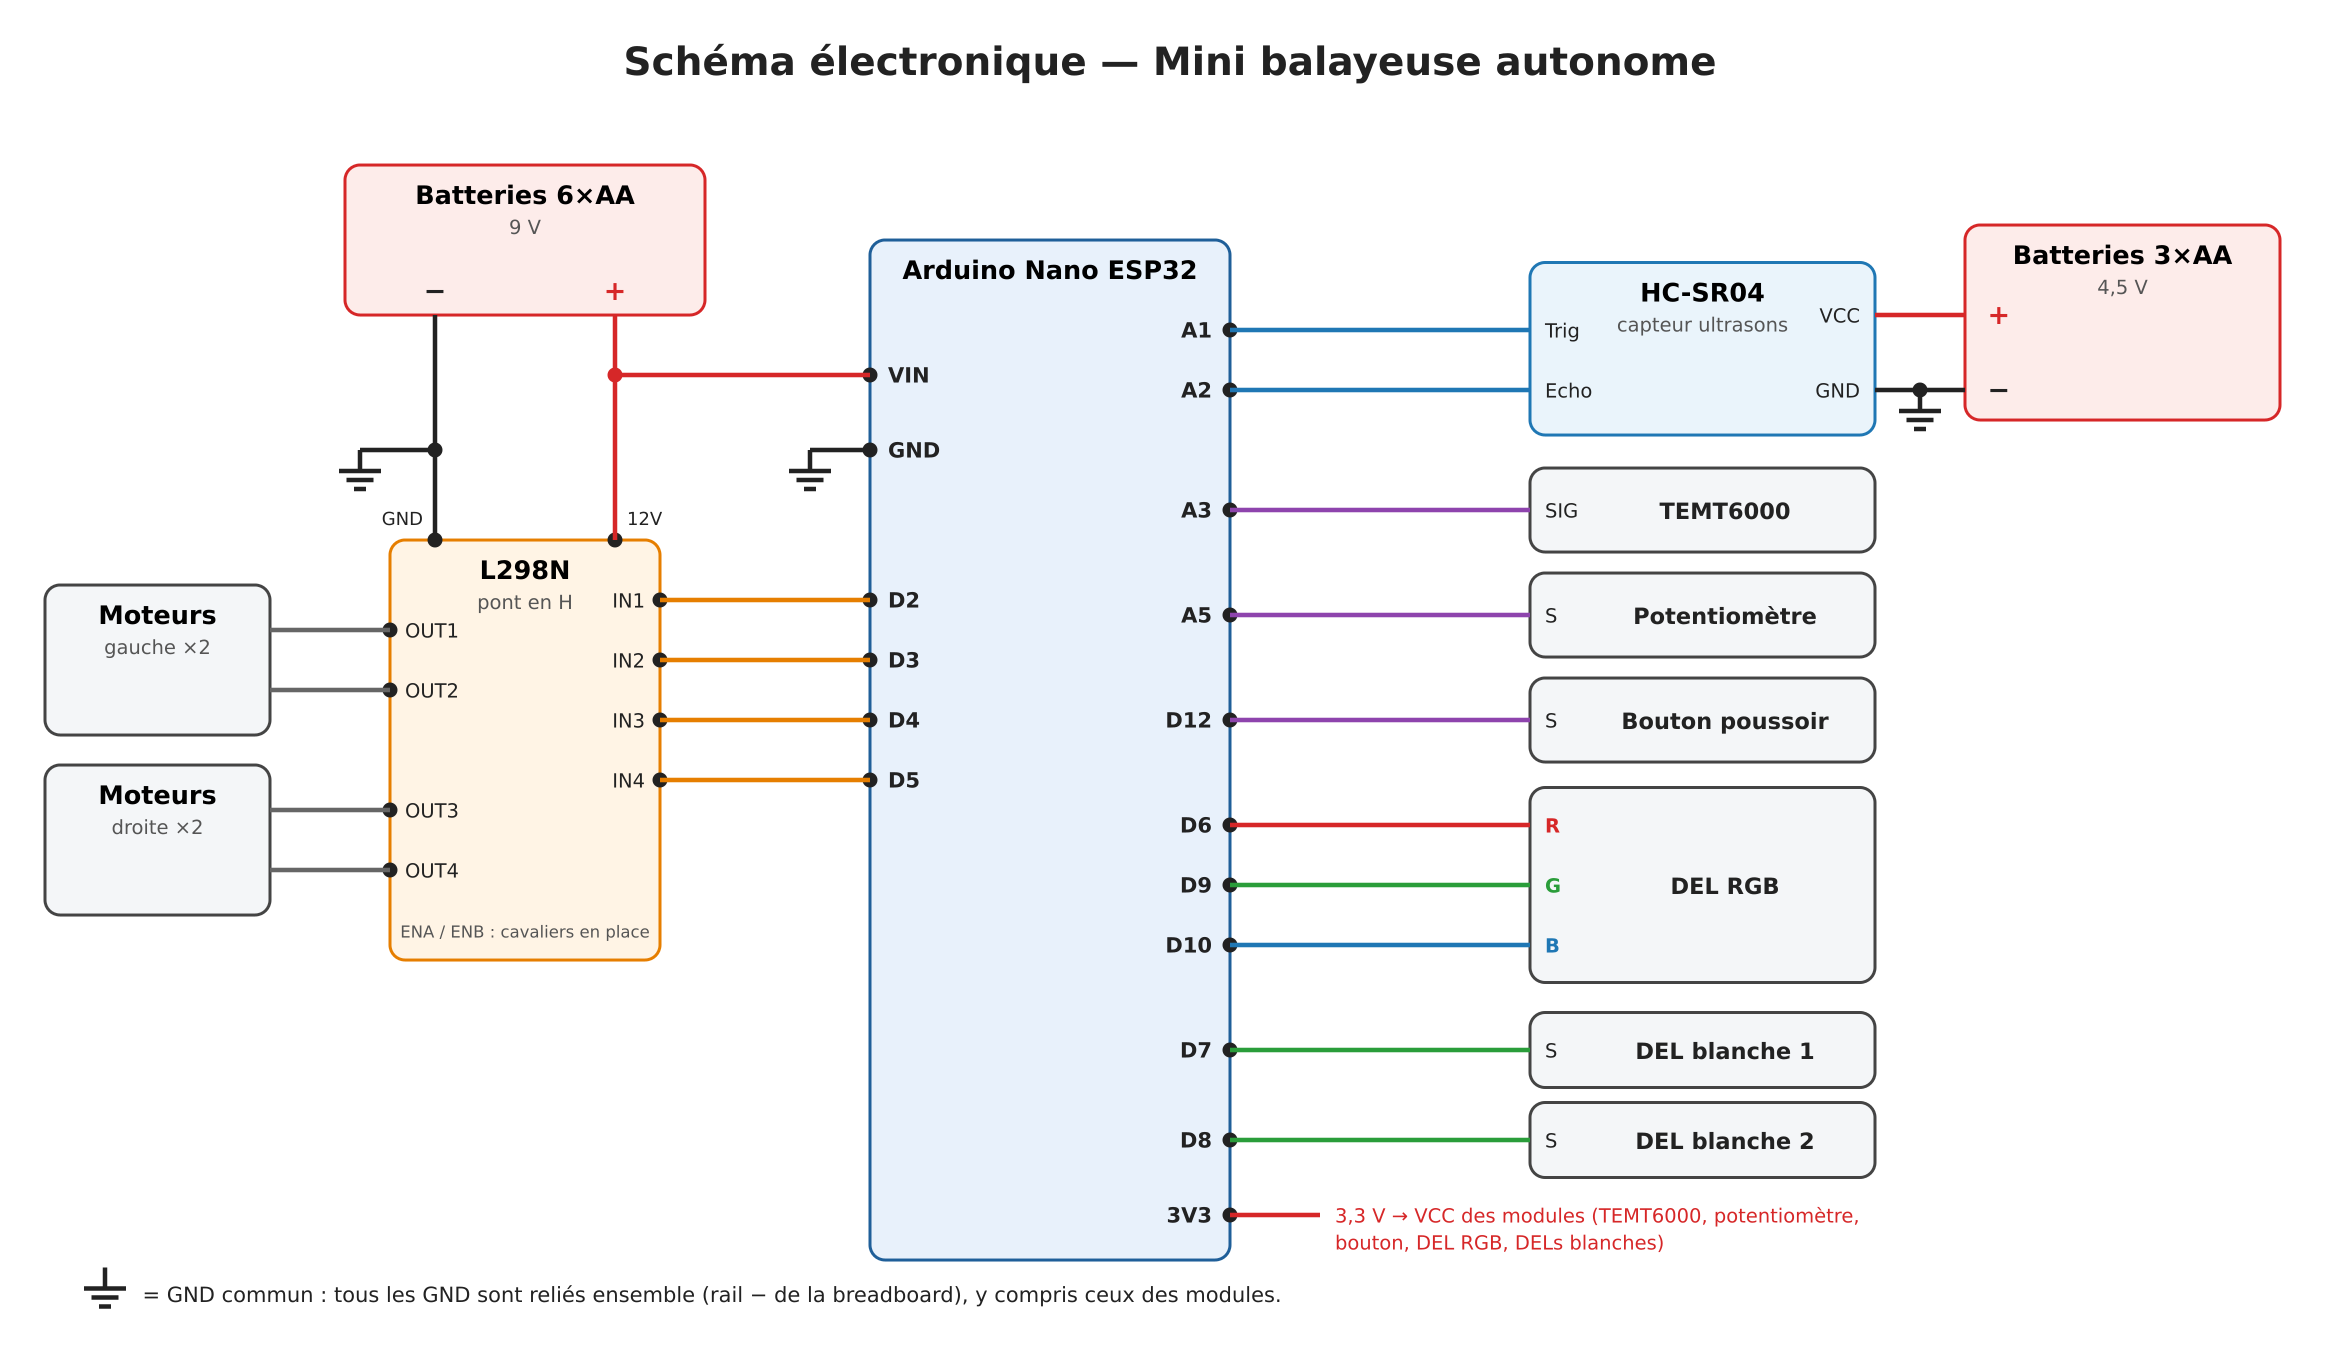 Schéma électronique — Mini balayeuse autonome
Batteries 6×AA
9 V
−
+
Batteries 3×AA
4,5 V
+
−
Arduino Nano ESP32
VIN
GND
D2
D3
D4
D5
A1
A2
A3
A5
D12
D6
D9
D10
D7
D8
3V3
HC-SR04
capteur ultrasons
Trig
Echo
VCC
GND
SIG
TEMT6000
S
Potentiomètre
S
Bouton poussoir
R
G
B
DEL RGB
S
DEL blanche 1
S
DEL blanche 2
GND
12V
L298N
pont en H
IN1
IN2
IN3
IN4
OUT1
OUT2
OUT3
OUT4
ENA / ENB : cavaliers en place
Moteurs
gauche ×2
Moteurs
droite ×2
3,3 V → VCC des modules (TEMT6000, potentiomètre,
bouton, DEL RGB, DELs blanches)
= GND commun : tous les GND sont reliés ensemble (rail − de la breadboard), y compris ceux des modules.